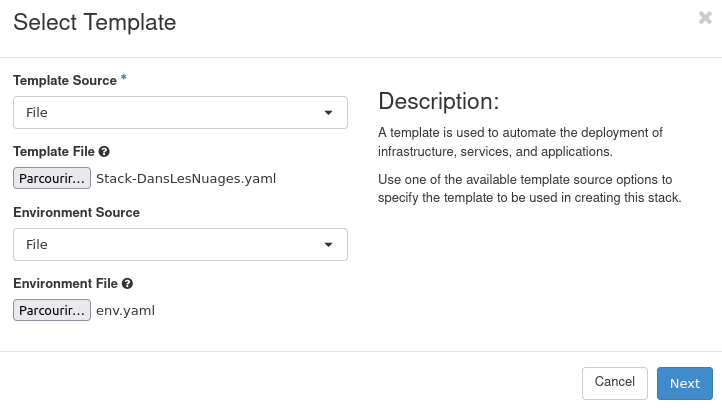 Select Template
×
Template Source *
File
Template File ?
Parcourir... Stack-DansLesNuages.yaml
Environment Source
File
Environment File ?
Parcourir... env.yaml
Description:
A template is used to automate the deployment of
infrastructure, services, and applications.
Use one of the available template source options to
specify the template to be used in creating this stack.
Cancel
Next